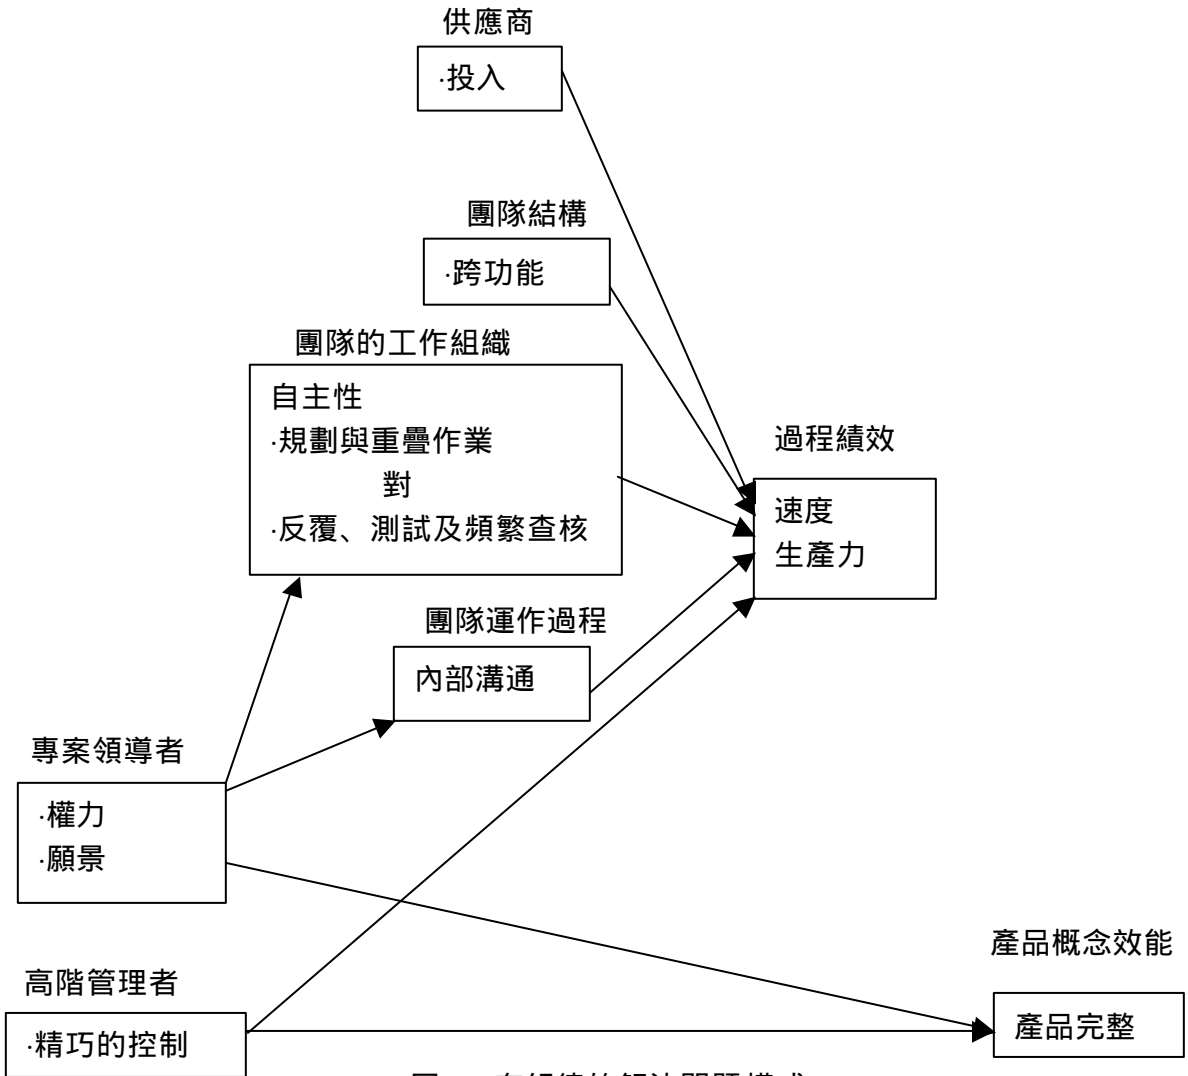 供應商
·投入
團隊結構
·跨功能
團隊的工作組織
自主性
·規劃與重疊作業
對
·反覆、測試及頻繁查核
過程績效
速度
生產力
團隊運作過程
內部溝通
專案領導者
·權力
·願景
產品概念效能
產品完整
高階管理者
·精巧的控制